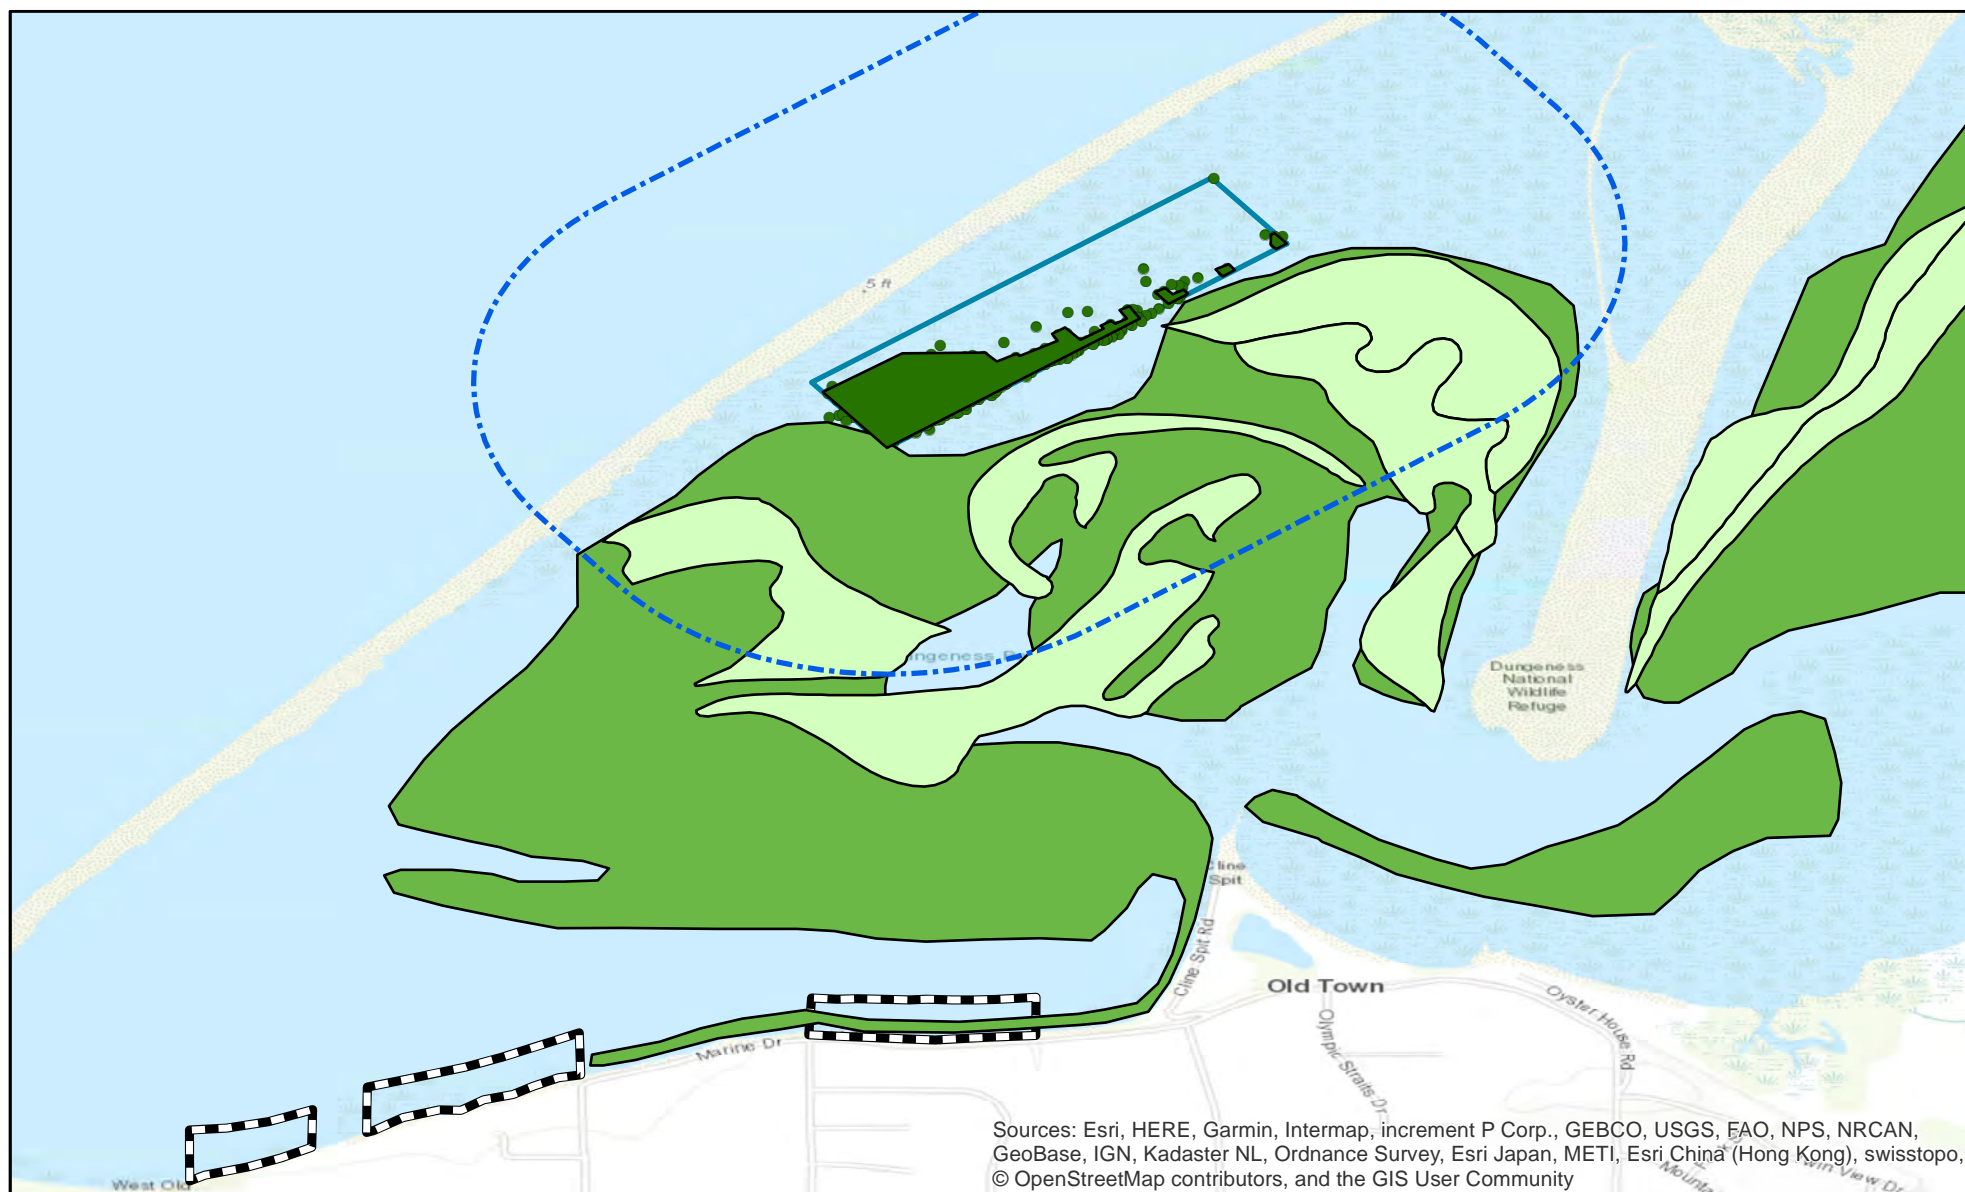 5 ft
Dungeness
National
Wildlife
Refuge
Spit
Cline Spit Rd
Old Town
Oyster House Rd
Olympic Straits Dr
Marine Dr
West Old
Sources: Esri, HERE, Garmin, Intermap, increment P Corp., GEBCO, USGS, FAO, NPS, NRCAN,
GeoBase, IGN, Kadaster NL, Ordnance Survey, Esri Japan, METI, Esri China (Hong Kong), swisstopo,
© OpenStreetMap contributors, and the GIS User Community